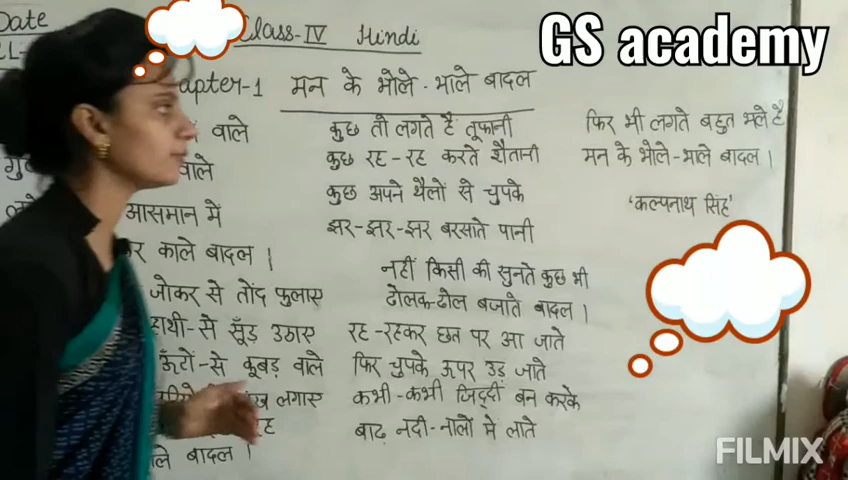 Date
Class-IV Hindi
GS academy
apter-1 मन के भोले-भाले बादल
वाले
वाले
आसमान में
काले बादल।
जोकर से तोंद फुलाए
हाथी-से सूँड उठाए
ऊँटों-से कूबड़ वाले
लगाए
बादल।
कुछ तो लगते हैं तूफानी
कुछ रह-रह करते शैतानी
कुछ अपने थैलों से चुपके
झर-झर-झर बरसाते पानी
नहीं किसी की सुनते कुछ भी
ढोलक-ढोल बजाते बादल।
रह-रहकर छत पर आ जाते
फिर चुपके ऊपर उड़ जाते
कभी-कभी ज़िद्दी बन करके
बाढ़ नदी-नालों में लाते
फिर भी लगते बहुत भले हैं
मन के भोले-भाले बादल।
'कल्पनाथ सिंह'
FILMIX